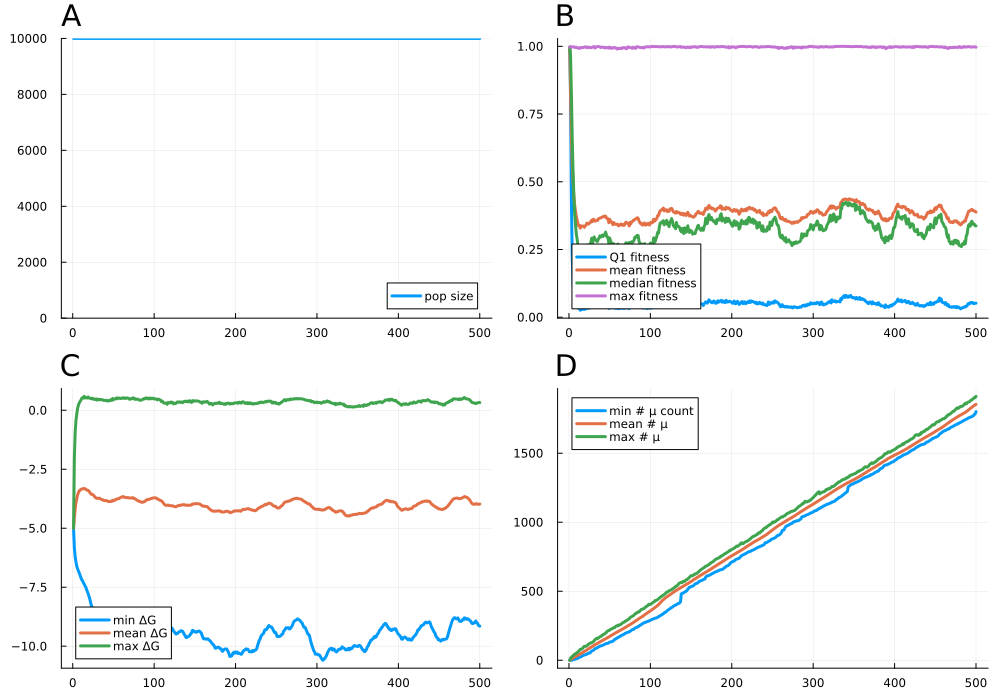 A
10000
8000
6000
4000
2000
0
pop size
0 100 200 300 400 500
B
1.00
0.75
0.50
0.25
0.00
Q1 fitness
mean fitness
median fitness
max fitness
0 100 200 300 400 500
C
0.0
−2.5
−5.0
−7.5
−10.0
min ΔG
mean ΔG
max ΔG
0 100 200 300 400 500
D
min # μ count
mean # μ
max # μ
1500
1000
500
0
0 100 200 300 400 500